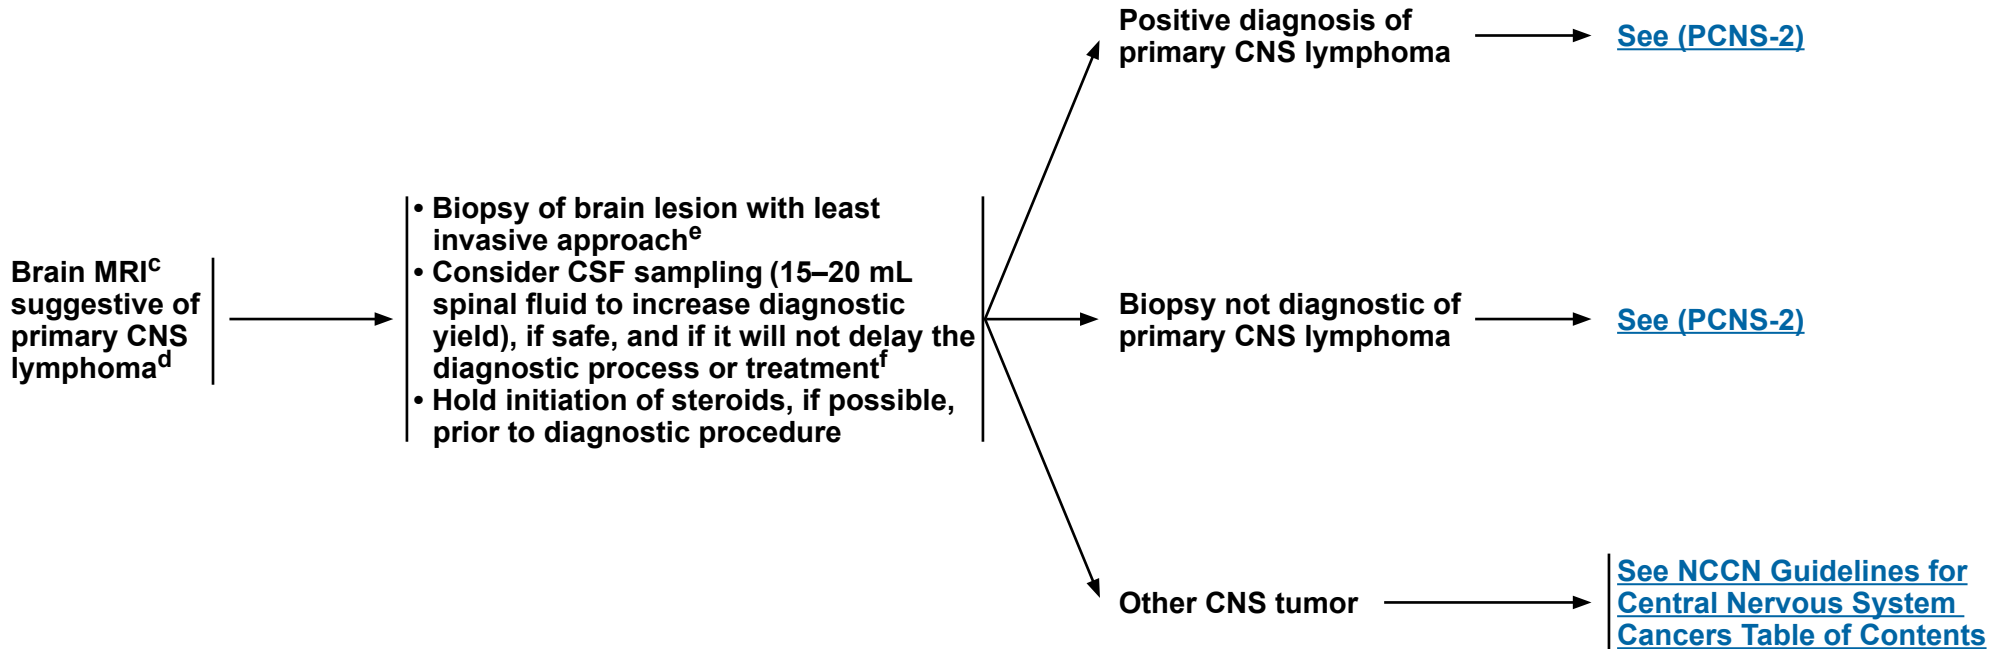 Brain MRIc
suggestive of
primary CNS
lymphomad
• Biopsy of brain lesion with least
invasive approache
• Consider CSF sampling (15–20 mL
spinal fluid to increase diagnostic
yield), if safe, and if it will not delay the
diagnostic process or treatmentf
• Hold initiation of steroids, if possible,
prior to diagnostic procedure
Positive diagnosis of
primary CNS lymphoma
See (PCNS-2)
Biopsy not diagnostic of
primary CNS lymphoma
See (PCNS-2)
Other CNS tumor
See NCCN Guidelines for
Central Nervous System
Cancers Table of Contents